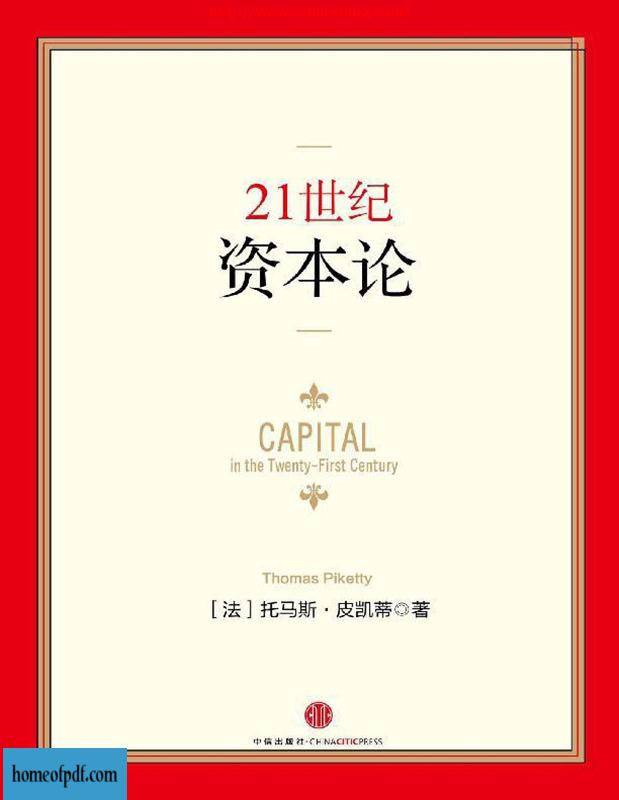 21世纪
资本论
CAPITAL
in the Twenty-First Century
Thomas Piketty
[法]托马斯·皮凯蒂◎著
中信出版社·CHINACITICPRESS
homeofpdf.com